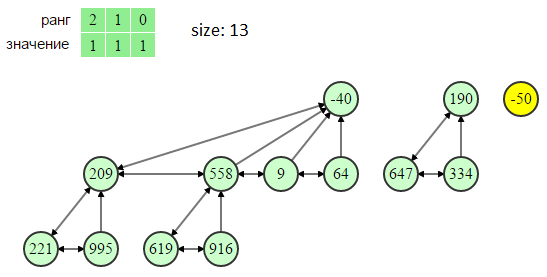 ранг 2 1 0
значение 1 1 1
size: 13
-40 190 -50
209 558 9 64 647 334
221 995 619 916